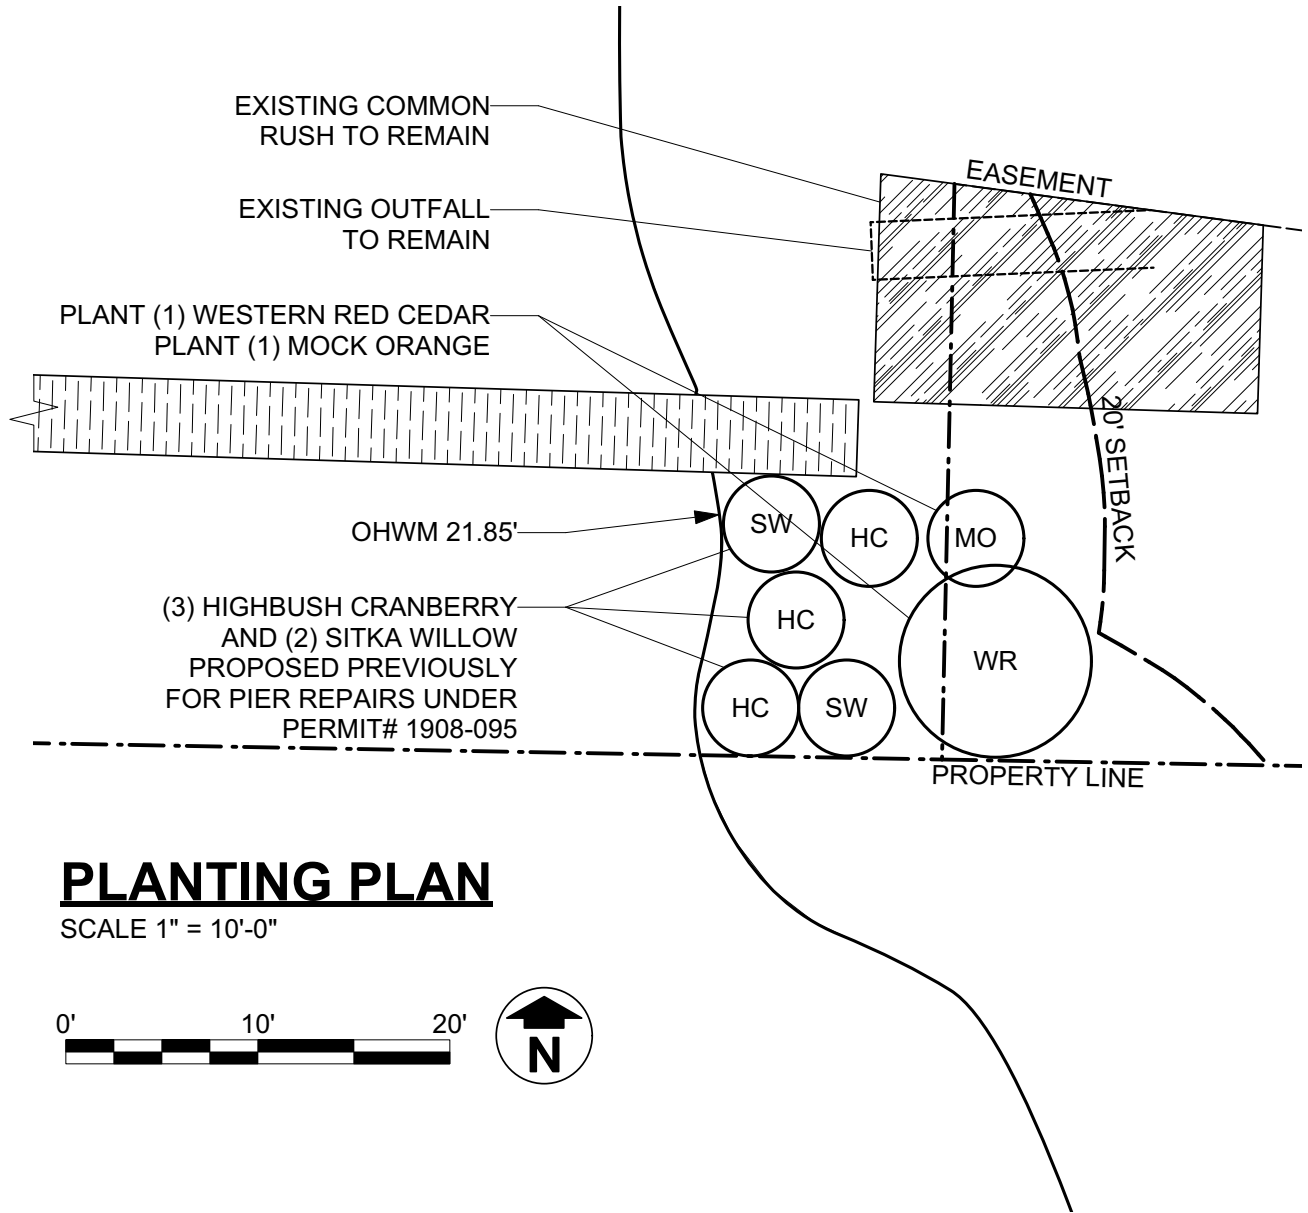 EXISTING COMMON
RUSH TO REMAIN
EASEMENT
EXISTING OUTFALL
TO REMAIN
PLANT (1) WESTERN RED CEDAR
PLANT (1) MOCK ORANGE
20' SETBACK
OHWM 21.85'
SW
HC
MO
(3) HIGHBUSH CRANBERRY
AND (2) SITKA WILLOW
PROPOSED PREVIOUSLY
FOR PIER REPAIRS UNDER
PERMIT# 1908-095
HC
WR
HC
SW
PROPERTY LINE
PLANTING PLAN
SCALE 1" = 10'-0"
0' 10' 20'
N